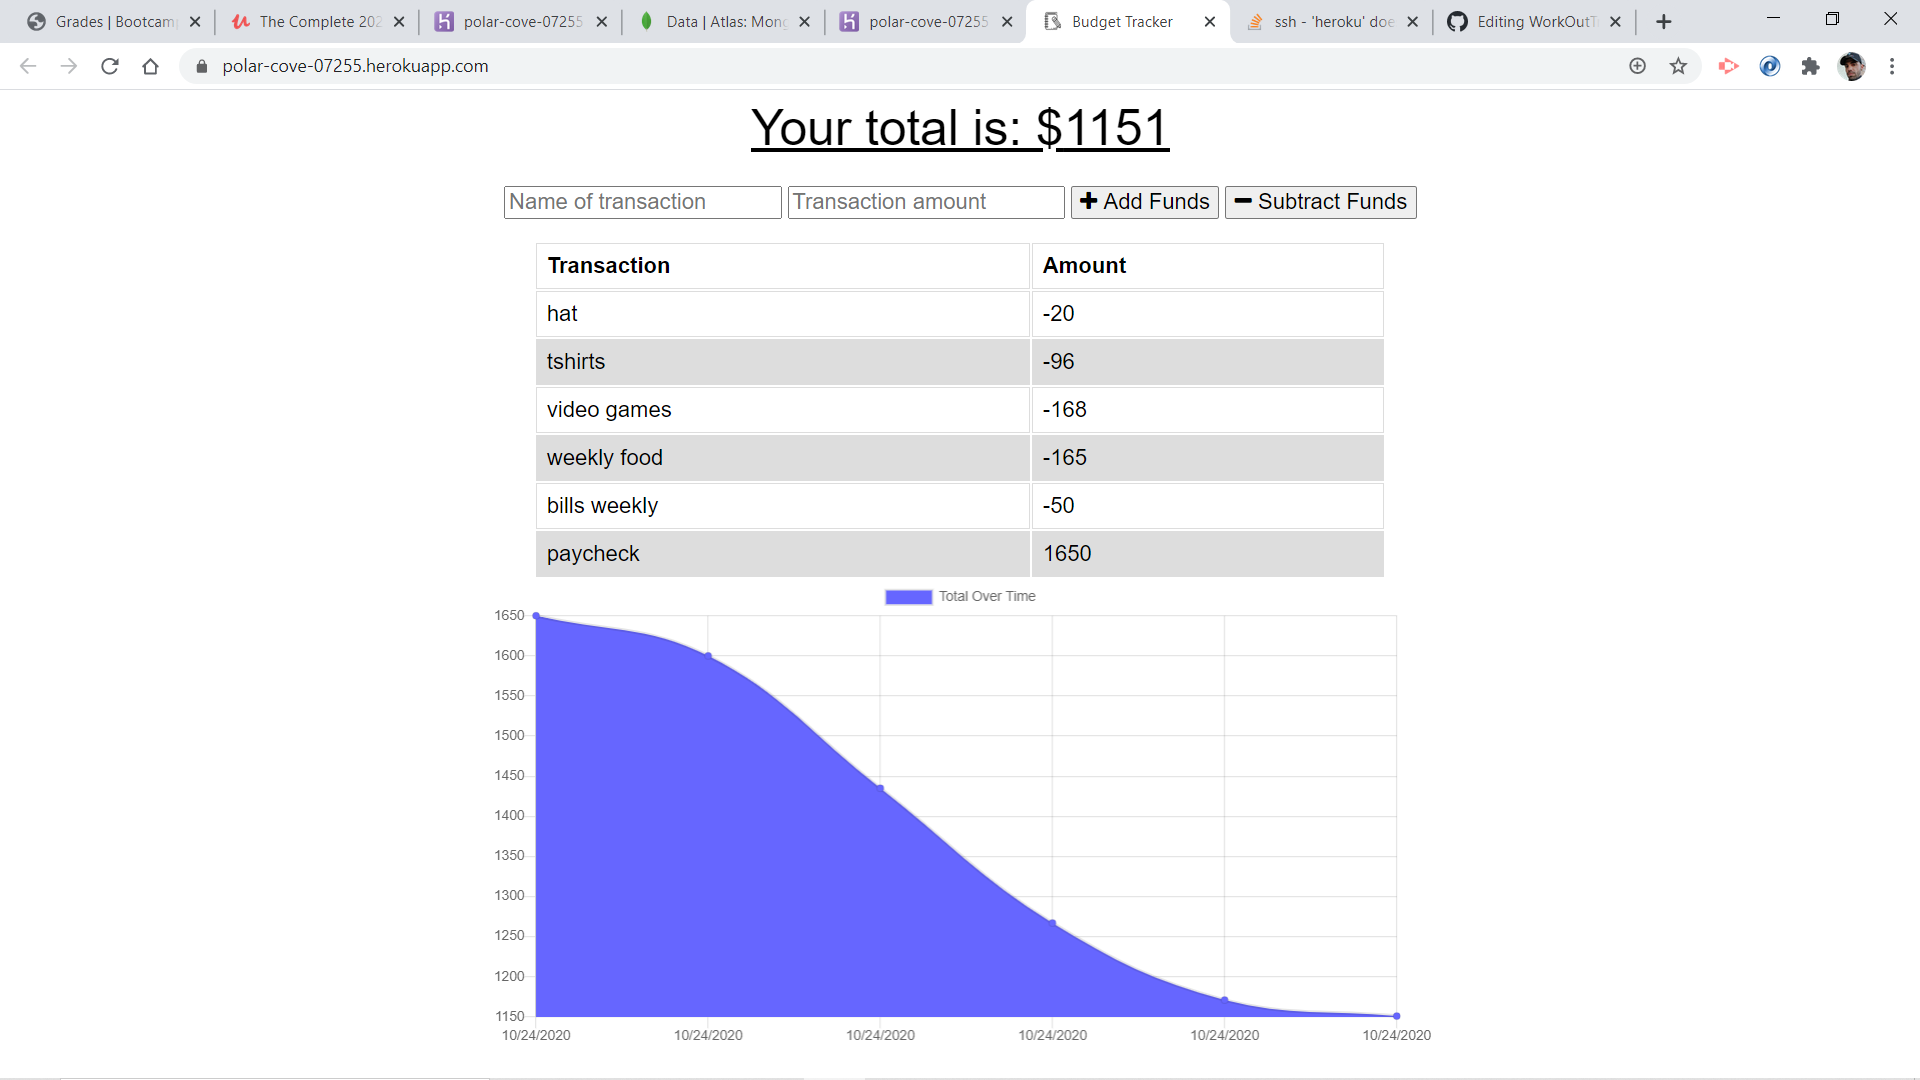 Grades | Bootcam
The Complete 202
polar-cove-07255
Data | Atlas: Mong
polar-cove-07255
Budget Tracker
ssh - 'heroku' doe
Editing WorkOutT
polar-cove-07255.herokuapp.com
Your total is: $1151
Name of transaction Transaction amount Add Funds Subtract Funds
Transaction Amount
hat -20
tshirts -96
video games -168
weekly food -165
bills weekly -50
paycheck 1650
Total Over Time
1650
1600
1550
1500
1450
1400
1350
1300
1250
1200
1150
10/24/2020 10/24/2020 10/24/2020 10/24/2020 10/24/2020 10/24/2020